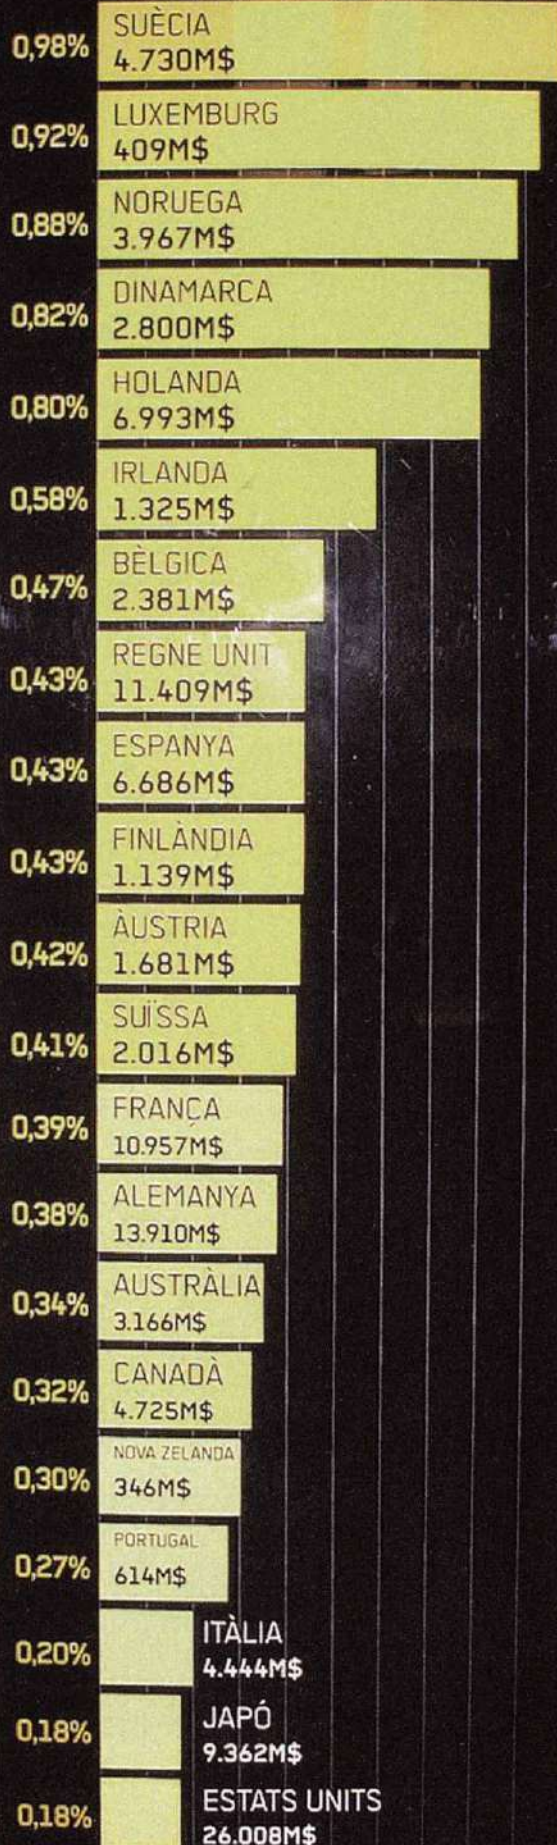 0,98%
SUÈCIA
4.730M$
0,92%
LUXEMBURG
409M$
0,88%
NORUEGA
3.967M$
0,82%
DINAMARCA
2.800M$
0,80%
HOLANDA
6.993M$
0,58%
IRLANDA
1.325M$
0,47%
BÈLGICA
2.381M$
0,43%
REGNE UNIT
11.409M$
0,43%
ESPANYA
6.686M$
0,43%
FINLÀNDIA
1.139M$
0,42%
ÀUSTRIA
1.681M$
0,41%
SUÏSSA
2.016M$
0,39%
FRANÇA
10.957M$
0,38%
ALEMANYA
13.910M$
0,34%
AUSTRÀLIA
3.166M$
0,32%
CANADÀ
4.725M$
0,30%
NOVA ZELANDA
346M$
0,27%
PORTUGAL
614M$
0,20%
ITÀLIA
4.444M$
0,18%
JAPÓ
9.362M$
0,18%
ESTATS UNITS
26.008M$